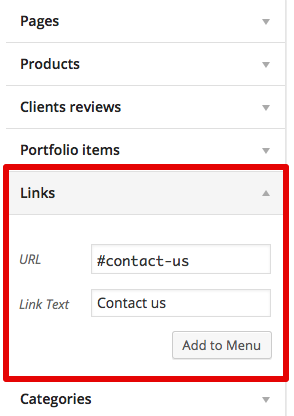 Pages
Products
Clients reviews
Portfolio items
Links
URL #contact-us
Link Text Contact us
Add to Menu
Categories